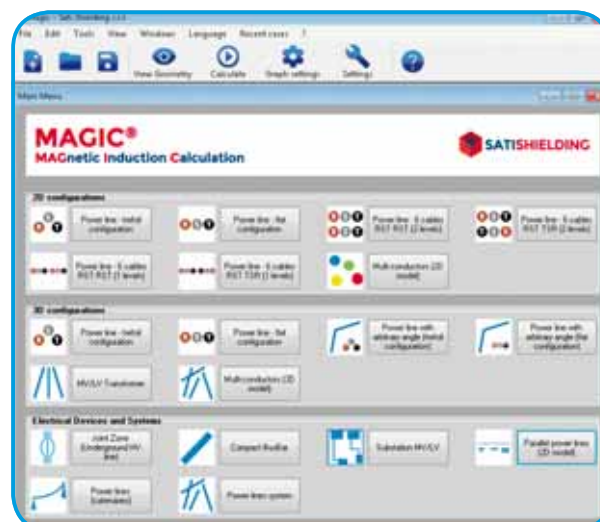 Magic - Sati Shielding
File Edit Tools View Windows Language Recent cases ?
View Geometry Calculate Graph settings Settings
Main Menu
MAGIC®
MAGnetic Induction Calculation
SATISHIELDING
2D configurations
Power line - trefoil configuration
Power line - flat configuration
Power line - 6 cables RST RST (2 levels)
Power line - 6 cables RST TSR (2 levels)
Power line - 6 cables RST RST (1 levels)
Power line - 6 cables RST TSR (1 levels)
Multi-conductors (2D model)
3D configurations
Power line - trefoil configuration
Power line - flat configuration
Power line with arbitrary angle (trefoil configuration)
Power line with arbitrary angle (flat configuration)
MV/LV Transformer
Multi-conductors (3D model)
Electrical Devices and Systems
Joint Zone (Underground HV line)
Compact BusBar
Substation MV/LV
Parallel power lines (2D model)
Power lines (catenaries)
Power lines system